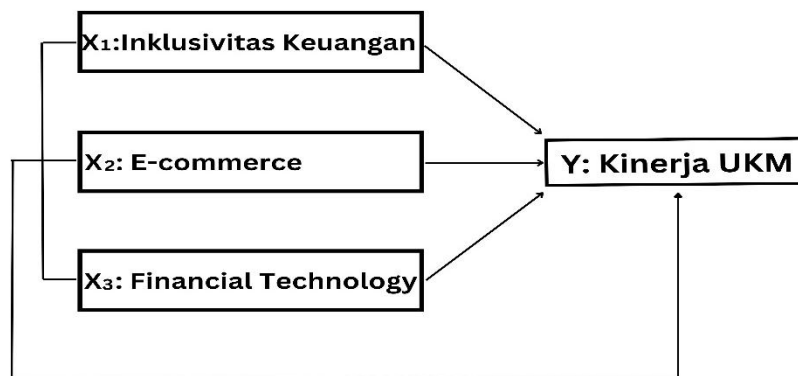 X₁:Inklusivitas Keuangan
X₂: E-commerce
Y: Kinerja UKM
X₃: Financial Technology